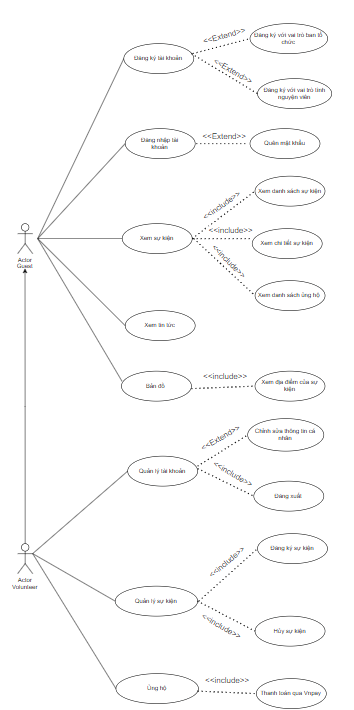 Đăng ký với vai trò ban tổ
chức
<<Extend>>
Đăng ký tài khoản
<<Extend>>
Đăng ký với vai trò tình
nguyện viên
Đăng nhập tài
khoản
<<Extend>>
Quên mật khẩu
Xem danh sách sự kiện
<<include>>
Xem sự kiện
<<include>>
Xem chi tiết sự kiện
<<include>>
Xem danh sách ủng hộ
Actor
Guest
Xem tin tức
Bản đồ
<<include>>
Xem địa điểm của sự
kiện
Chỉnh sửa thông tin cá
nhân
<<Extend>>
Quản lý tài khoản
<<include>>
Đăng xuất
Đăng ký sự kiện
<<include>>
Actor
Volunteer
Quản lý sự kiện
<<include>>
Hủy sự kiện
Ủng hộ
<<include>>
Thanh toán qua Vnpay